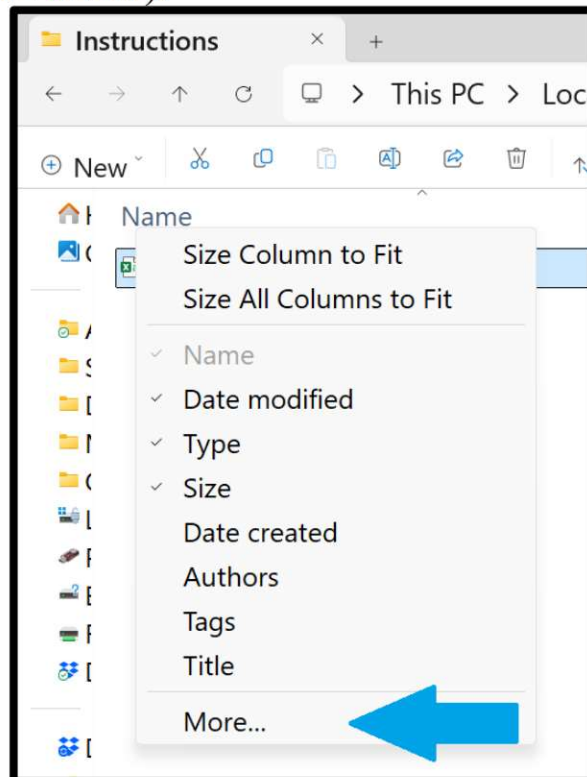 Instructions
This PC > Loc
New
Name
Size Column to Fit
Size All Columns to Fit
Name
Date modified
Type
Size
Date created
Authors
Tags
Title
More...